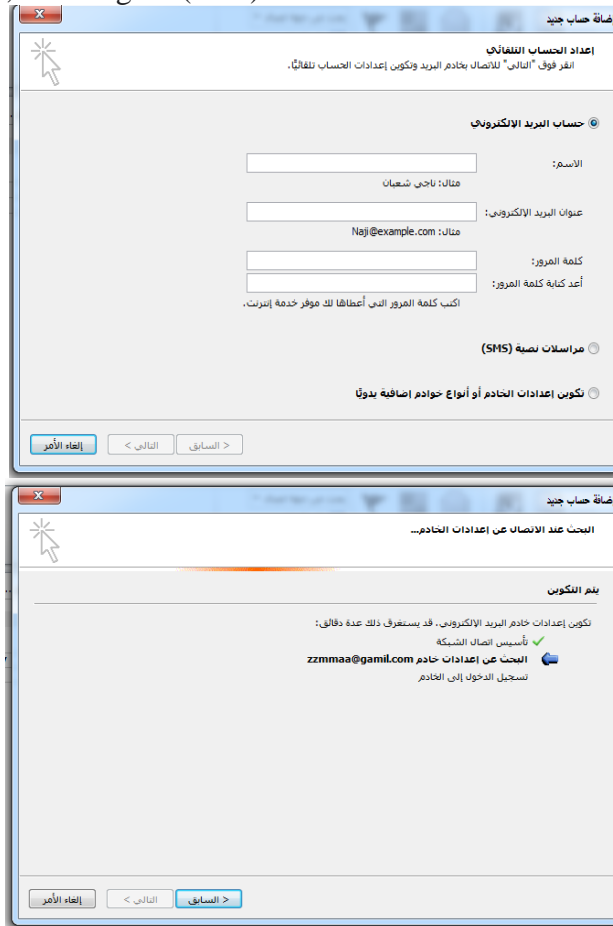 ضافة حساب جديد
إعداد الحساب التلقائي
انقر فوق "التالي" للاتصال بخادم البريد وتكوين إعدادات الحساب تلقائيًا.
حساب البريد الإلكتروني
الاسم:
مثال: ناجي شعبان
عنوان البريد الإلكتروني:
مثال: Naji@example.com
كلمة المرور:
أعد كتابة كلمة المرور:
اكتب كلمة المرور التي أعطاها لك موفر خدمة إنترنت.
مراسلات نصية (SMS)
تكوين إعدادات الخادم أو أنواع خوادم إضافية يدويًا
< السابق
التالي >
إلغاء الأمر
ضافة حساب جديد
البحث عند الاتصال عن إعدادات الخادم...
يتم التكوين
تكوين إعدادات خادم البريد الإلكتروني. قد يستغرق ذلك عدة دقائق:
تأسيس اتصال الشبكة
البحث عن إعدادات خادم zzmmaa@gamil.com
تسجيل الدخول إلى الخادم
< السابق
التالي >
إلغاء الأمر